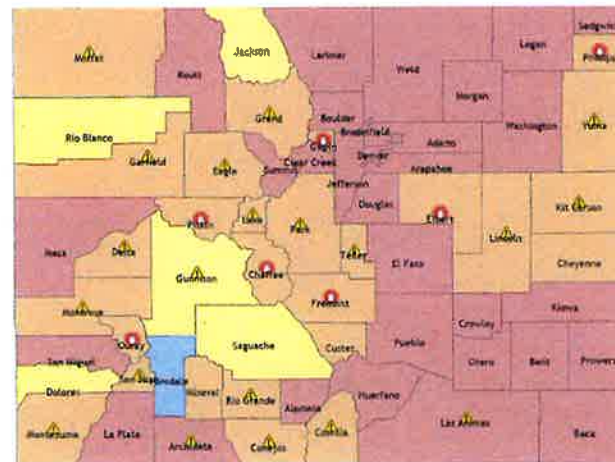 Jackson
Larimer
Logan
Sedgwick
Moffat
Routt
Weld
Phillips
Morgan
Grand
Boulder
Broomfield
Washington
Yuma
Rio Blanco
Gilpin
Adams
Garfield
Eagle
Summit
Clear Creek
Denver
Arapahoe
Jefferson
Douglas
Elbert
Kit Carson
Pitkin
Lake
Park
Lincoln
Mesa
Delta
Teller
El Paso
Cheyenne
Gunnison
Chaffee
Fremont
Montrose
Kiowa
Crowley
Ouray
Saguache
Custer
Pueblo
Otero
Bent
Prowers
San Miguel
San Juan
Hinsdale
Mineral
Rio Grande
Alamosa
Huerfano
Dolores
Las Animas
Montezuma
La Plata
Archuleta
Conejos
Costilla
Baca